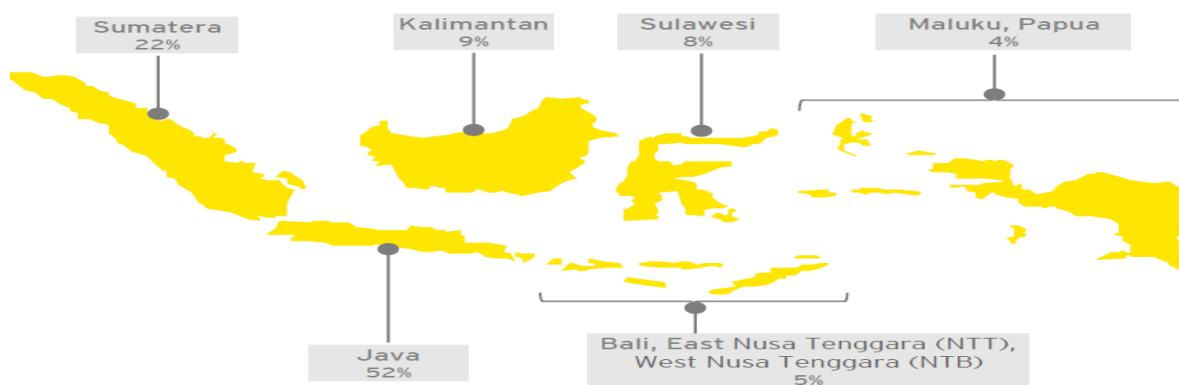 Sumatera
22%
Kalimantan
9%
Sulawesi
8%
Maluku, Papua
4%
Java
52%
Bali, East Nusa Tenggara (NTT),
West Nusa Tenggara (NTB)
5%